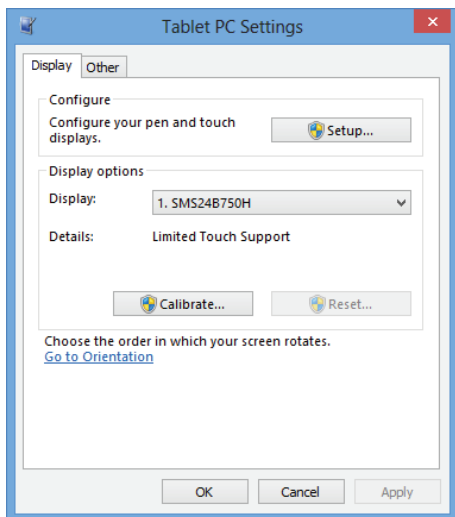 Tablet PC Settings
Display Other
Configure
Configure your pen and touch
displays.
Setup...
Display options
Display:
1. SMS24B750H
Details:
Limited Touch Support
Calibrate...
Reset...
Choose the order in which your screen rotates.
Go to Orientation
OK Cancel Apply